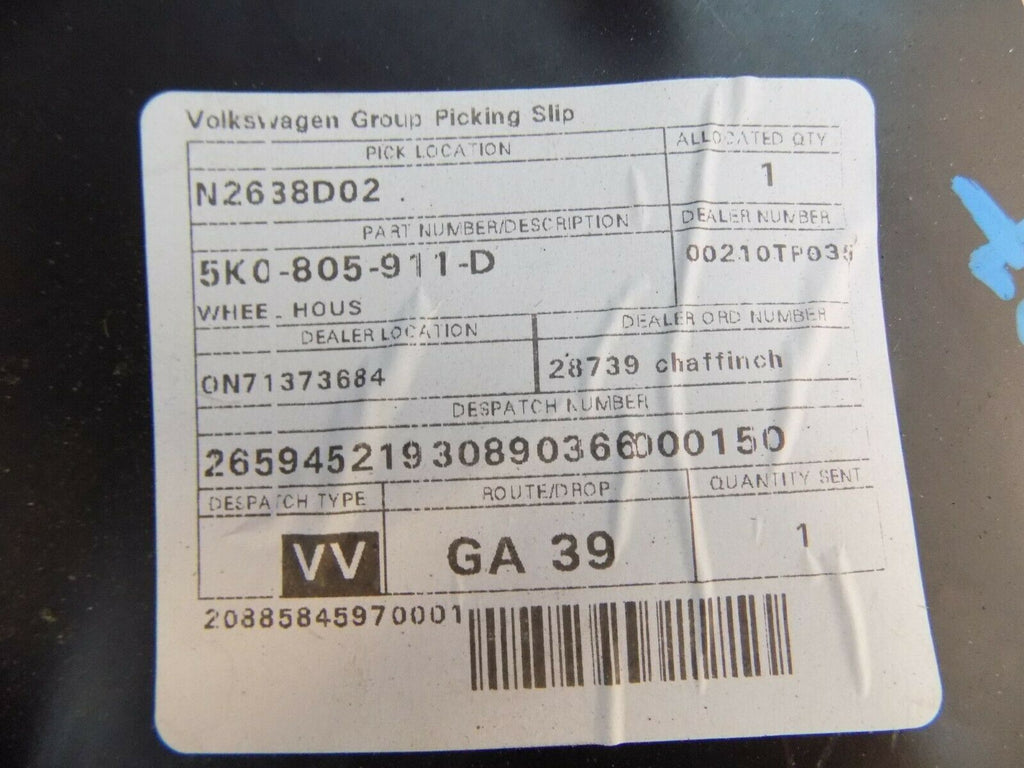 Volkswagen Group Picking Slip
PICK LOCATION
ALLOCATED QTY
N2638D02
1
PART NUMBER/DESCRIPTION
DEALER NUMBER
5K0-805-911-D
00210TP035
WHEEL HOUS
DEALER LOCATION
DEALER ORD NUMBER
0N71373684
28739 chaffinch
DESPATCH NUMBER
26594521930890366000150
DESPATCH TYPE
ROUTE/DROP
QUANTITY SENT
VV
GA 39
1
20885845970001